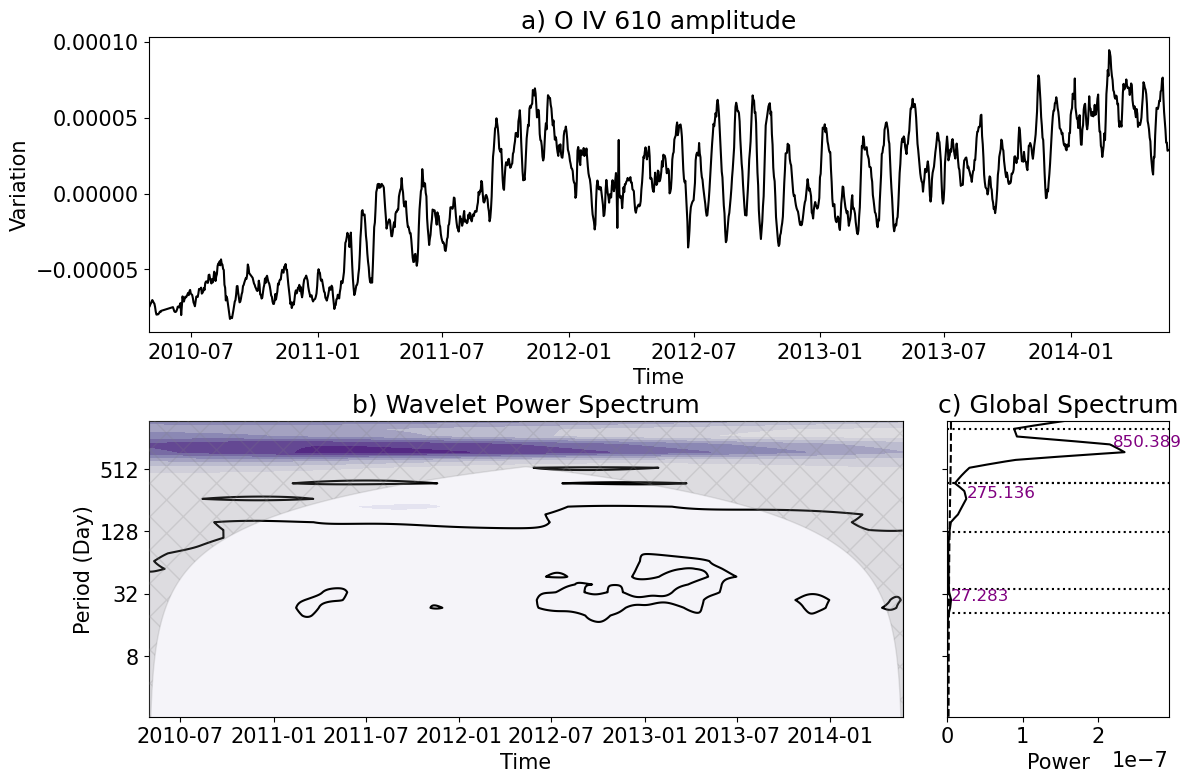 a) O IV 610 amplitude
0.00010
0.00005
0.00000
−0.00005
Variation
2010-07 2011-01 2011-07 2012-01 2012-07 2013-01 2013-07 2014-01
Time
b) Wavelet Power Spectrum
512
128
32
8
Period (Day)
2010-07 2011-01 2011-07 2012-01 2012-07 2013-01 2013-07 2014-01
Time
c) Global Spectrum
850.389
275.136
27.283
0 1 2
Power 1e−7